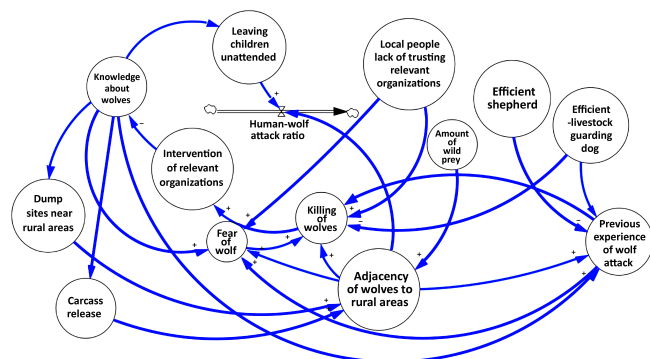 Leaving
children
unattended
Local people
lack of trusting
relevant
organizations
Knowledge
about
wolves
Efficient
shepherd
Efficient
-livestock
guarding
dog
Human-wolf
attack ratio
Amount
of wild
prey
Intervention
of relevant
organizations
Dump
sites near
rural areas
Killing
of
wolves
Fear
of
wolf
Previous
experience
of wolf
attack
Adjacency
of wolves to
rural areas
Carcass
release